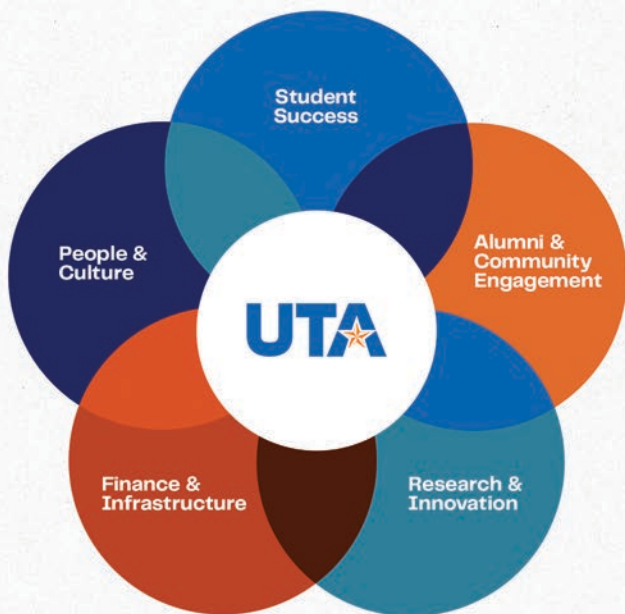 Student
Success
Alumni &
Community
Engagement
Research &
Innovation
Finance &
Infrastructure
People &
Culture
UTA